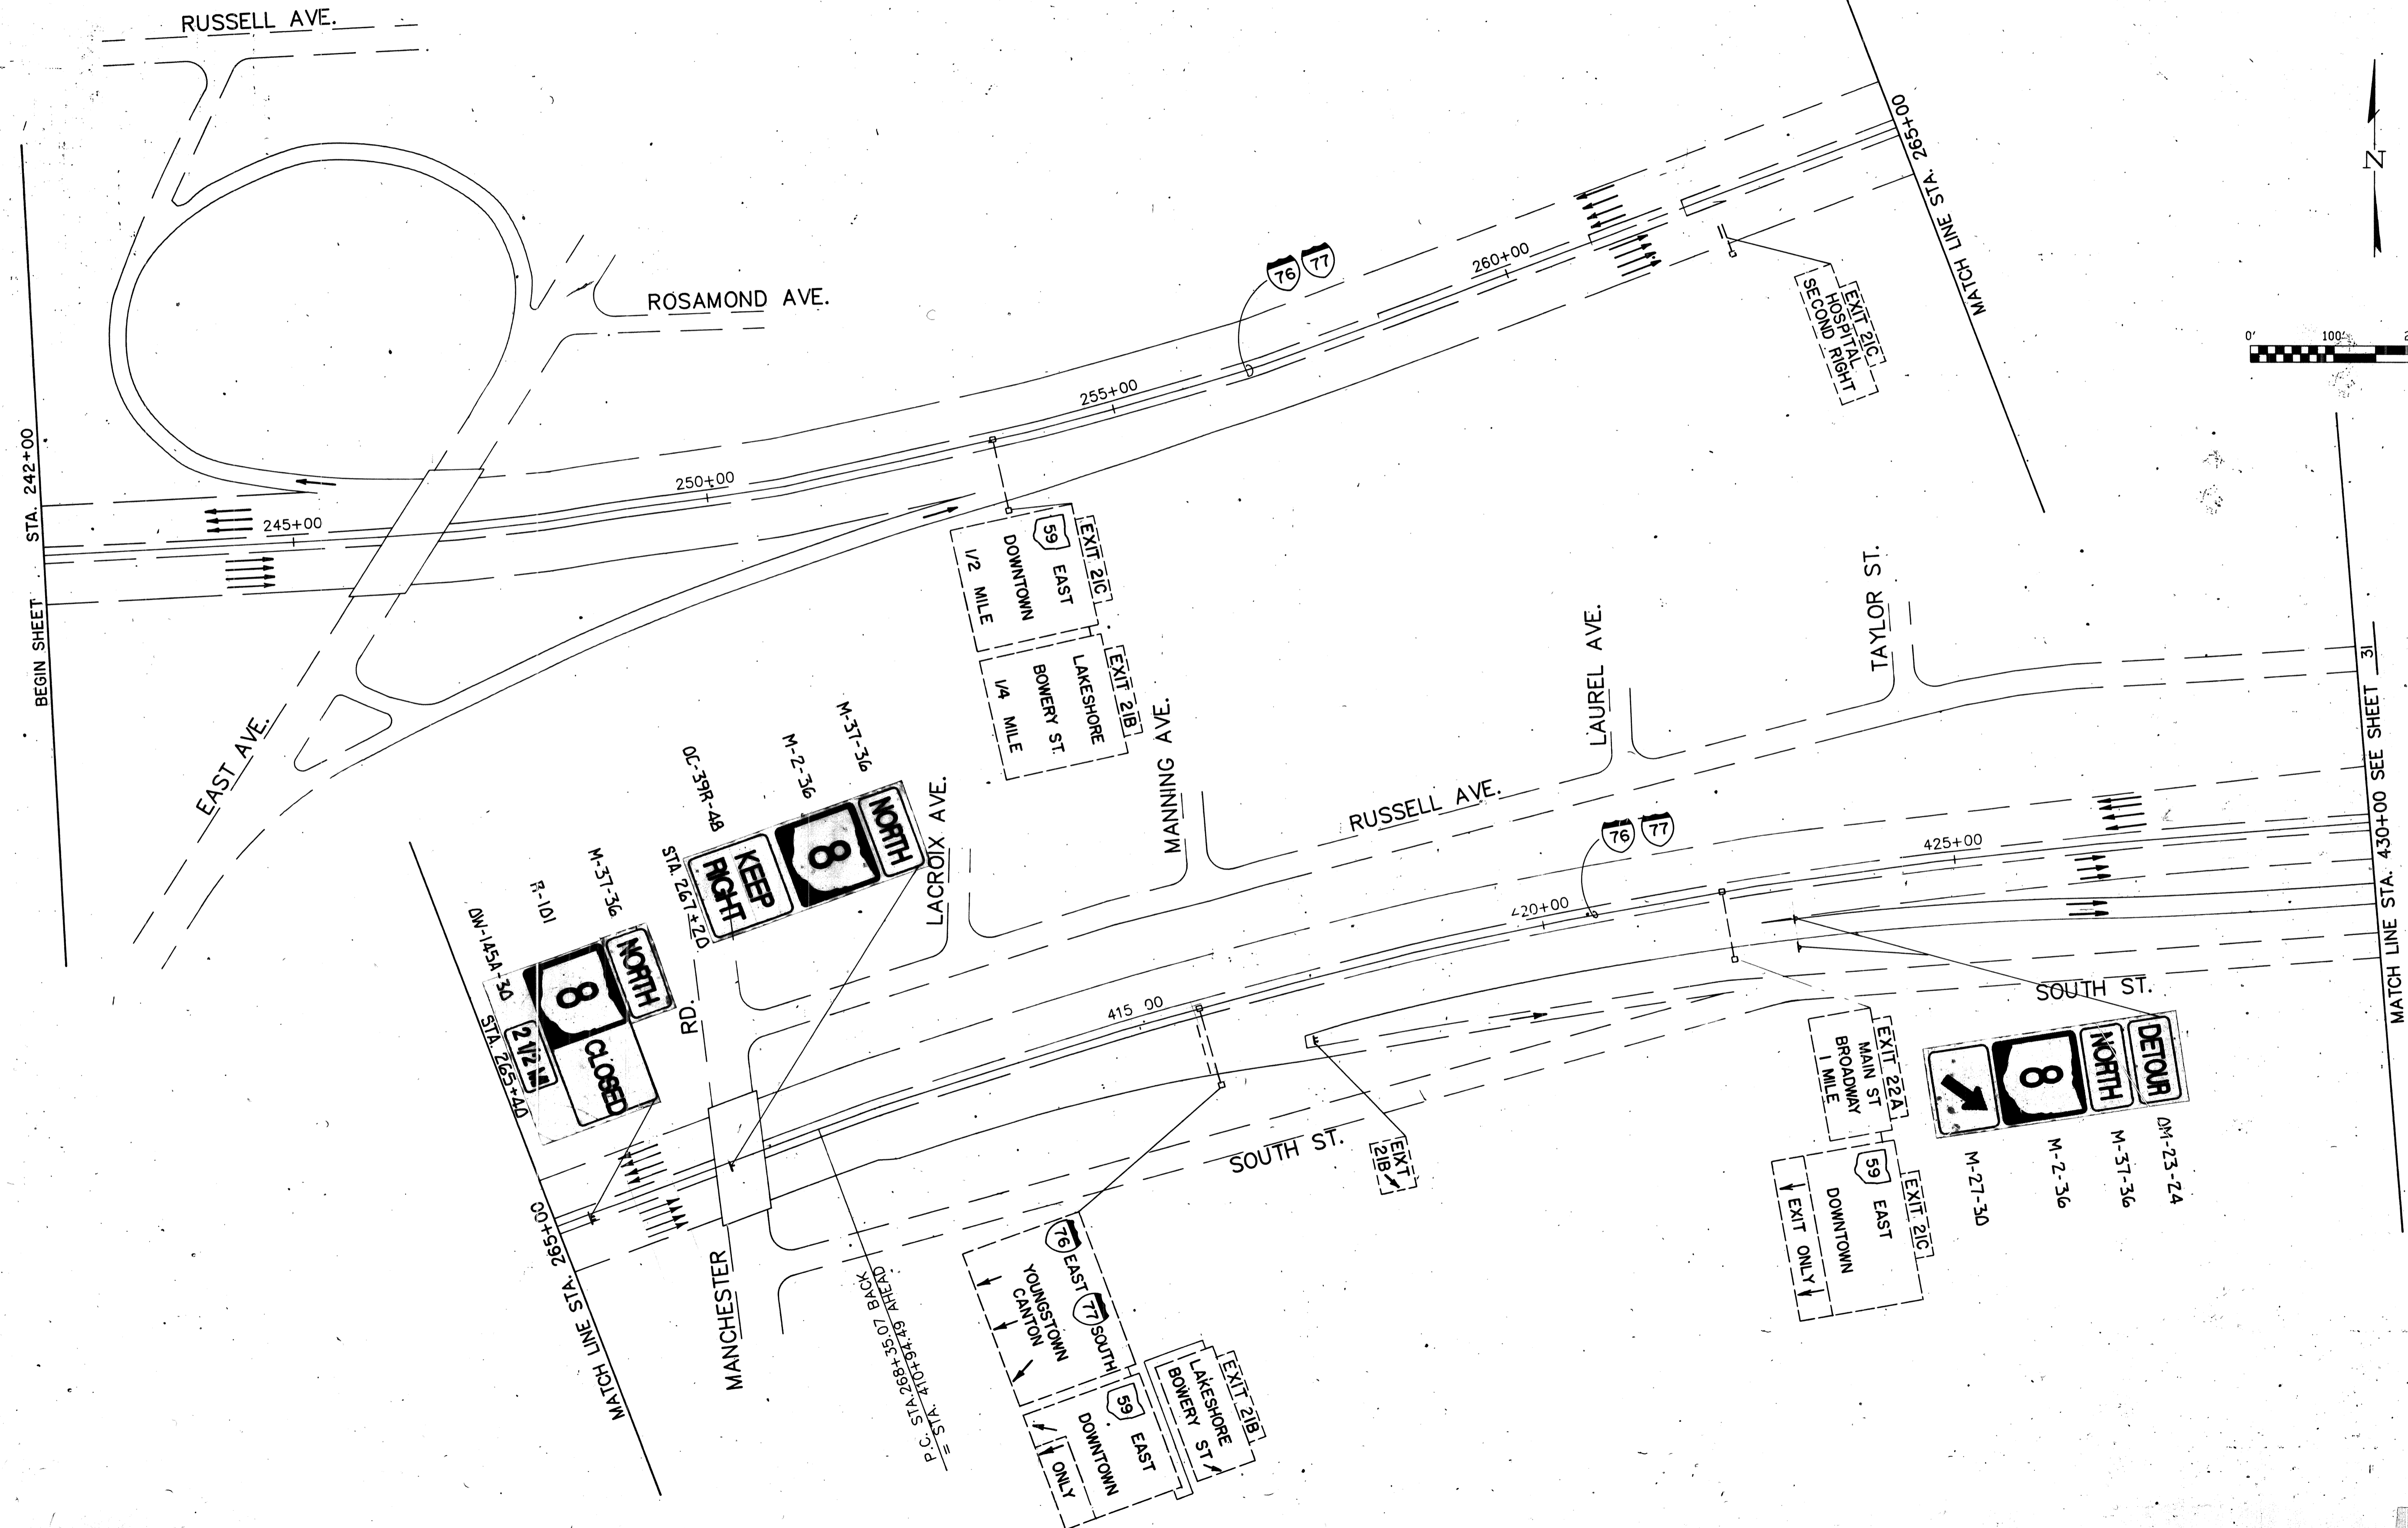 RUSSELL AVE.
ROSAMOND AVE.
EAST AVE.
BEGIN SHEET STA. 242+00
245+00
250+00
255+00
260+00
76
77
MATCH LINE STA. 265+00
N
0'
100'
EXIT 21C
HOSPITAL
SECOND RIGHT
EXIT 21C
59 EAST
DOWNTOWN
1/2 MILE
EXIT 21B
LAKESHORE
BOWERY ST.
1/4 MILE
MATCH LINE STA. 265+00
NORTH
8
CLOSED
2 1/2 M
M-37-36
R-101
OW-145A-30
STA. 265+40
NORTH
8
KEEP
RIGHT
M-37-36
M-2-36
OC-39R-48
STA. 267+20
MANCHESTER
RD.
LACROIX AVE.
MANNING AVE.
LAUREL AVE.
TAYLOR ST.
RUSSELL AVE.
76
77
415 00
420+00
425+00
SOUTH ST.
SOUTH ST.
P.C. STA. 268+35.07 BACK
= STA. 410+94.49 AHEAD
76 EAST 77 SOUTH
YOUNGSTOWN
CANTON
59 EAST
DOWNTOWN
ONLY
EXIT 21B
LAKESHORE
BOWERY ST.
EXIT
21B
EXIT 22A
MAIN ST
BROADWAY
1 MILE
EXIT 21C
59 EAST
DOWNTOWN
EXIT ONLY
DETOUR
NORTH
8
OM-23-24
M-37-36
M-2-36
M-27-30
MATCH LINE STA. 430+00 SEE SHEET 31